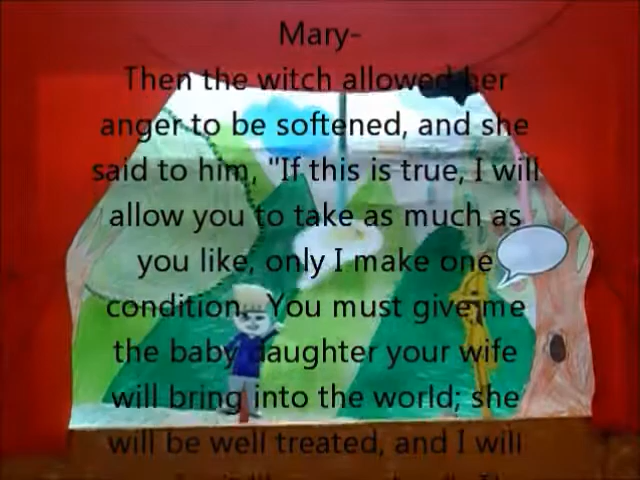 Mary-
Then the witch allowed her
anger to be softened, and she
said to him, "If this is true, I will
allow you to take as much as
you like, only I make one
condition. You must give me
the baby daughter your wife
will bring into the world; she
will be well treated, and I will